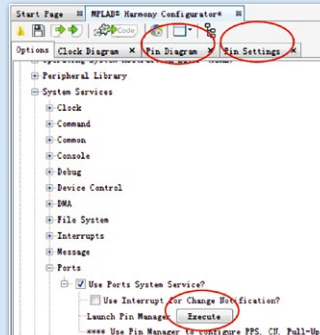 Start Page
MPLAB® Harmony Configurator*
Code
Options
Clock Diagram
Pin Diagram
Pin Settings
Peripheral Library
System Services
Clock
Command
Common
Console
Debug
Device Control
DMA
File System
Interrupts
Message
Ports
Use Ports System Service?
Use Interrupt for Change Notification?
Launch Pin Manager Execute
**** Use Pin Manager to configure PPS, CN, Pull-Up